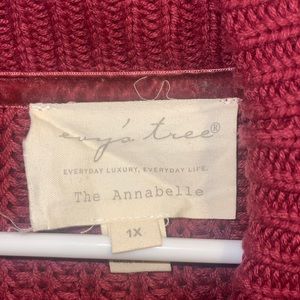 evy's tree®
EVERYDAY LUXURY, EVERYDAY LIFE.
The Annabelle
1X